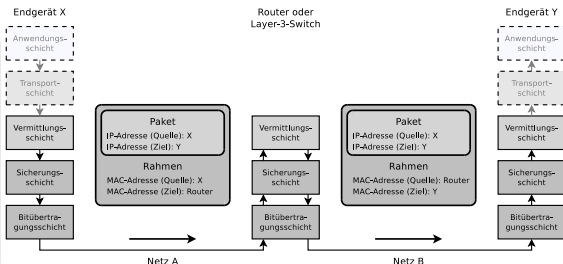 Endgerät X
Anwendungs-
schicht
Transport-
schicht
Vermittlungs-
schicht
Sicherungs-
schicht
Bitübertra-
gungsschicht
Paket
IP-Adresse (Quelle): X
IP-Adresse (Ziel): Y
Rahmen
MAC-Adresse (Quelle): X
MAC-Adresse (Ziel): Router
Netz A
Router oder
Layer-3-Switch
Vermittlungs-
schicht
Sicherungs-
schicht
Bitübertra-
gungsschicht
Paket
IP-Adresse (Quelle): X
IP-Adresse (Ziel): Y
Rahmen
MAC-Adresse (Quelle): Router
MAC-Adresse (Ziel): Y
Netz B
Endgerät Y
Anwendungs-
schicht
Transport-
schicht
Vermittlungs-
schicht
Sicherungs-
schicht
Bitübertra-
gungsschicht